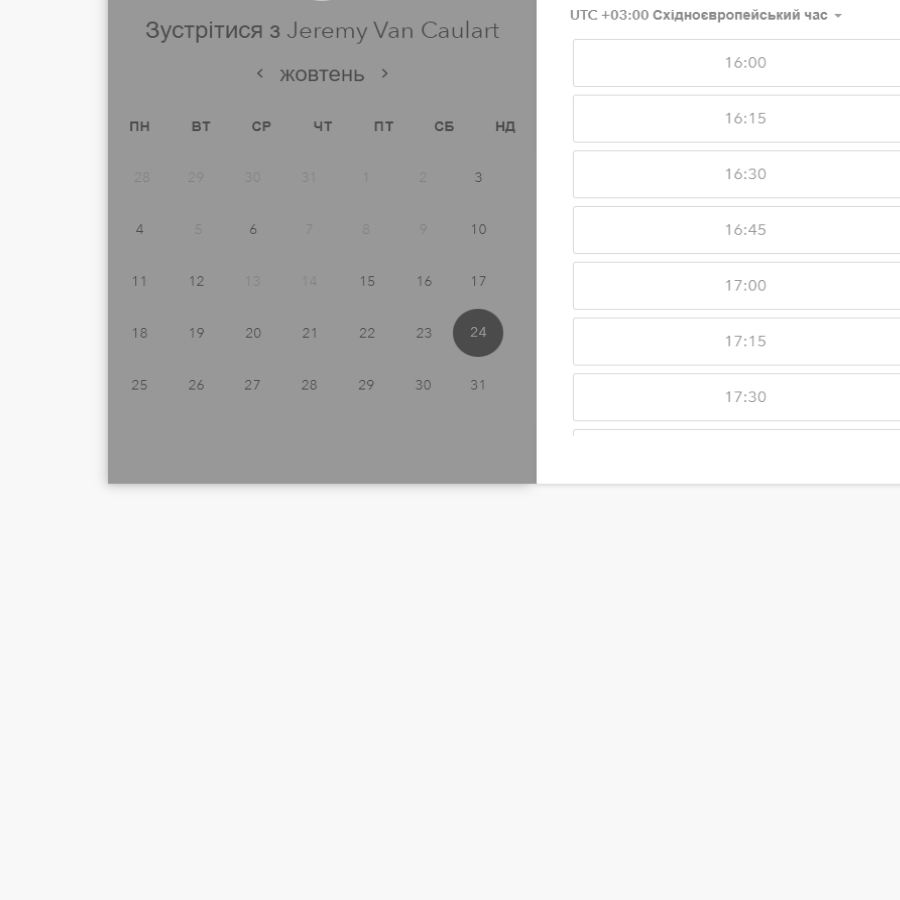 Зустрітися з Jeremy Van Caulart
жовтень
ПН ВТ СР ЧТ ПТ СБ НД
28 29 30 31 1 2 3
4 5 6 7 8 9 10
11 12 13 14 15 16 17
18 19 20 21 22 23 24
25 26 27 28 29 30 31
UTC +03:00 Східноєвропейський час
16:00
16:15
16:30
16:45
17:00
17:15
17:30